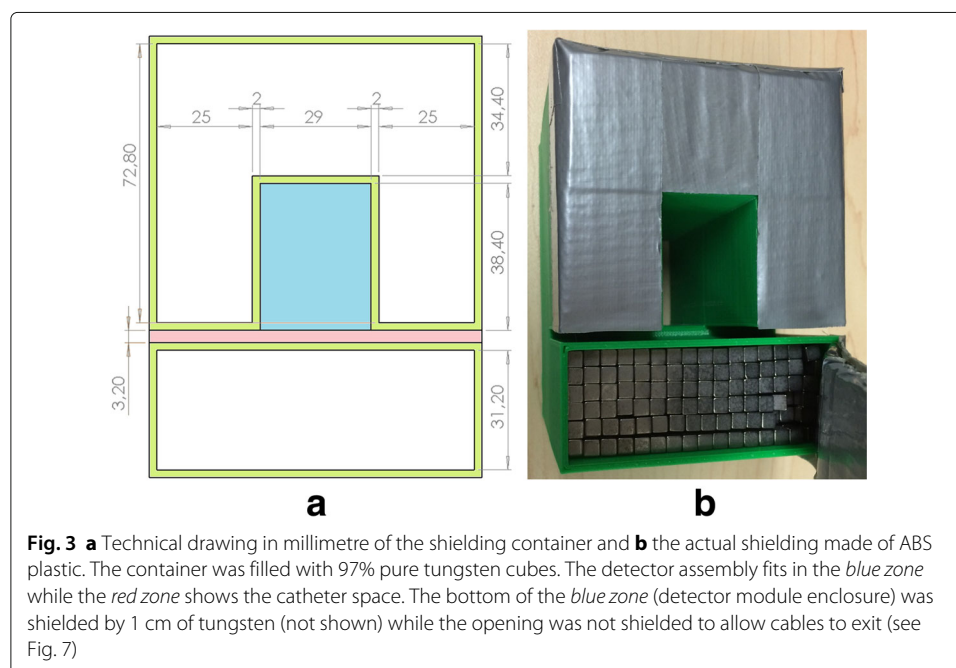 2
2
25
29
25
34,40
72,80
38,40
3,20
31,20
a
b
Fig. 3 a Technical drawing in millimetre of the shielding container and b the actual shielding made of ABS
plastic. The container was filled with 97% pure tungsten cubes. The detector assembly fits in the blue zone
while the red zone shows the catheter space. The bottom of the blue zone (detector module enclosure) was
shielded by 1 cm of tungsten (not shown) while the opening was not shielded to allow cables to exit (see
Fig. 7)